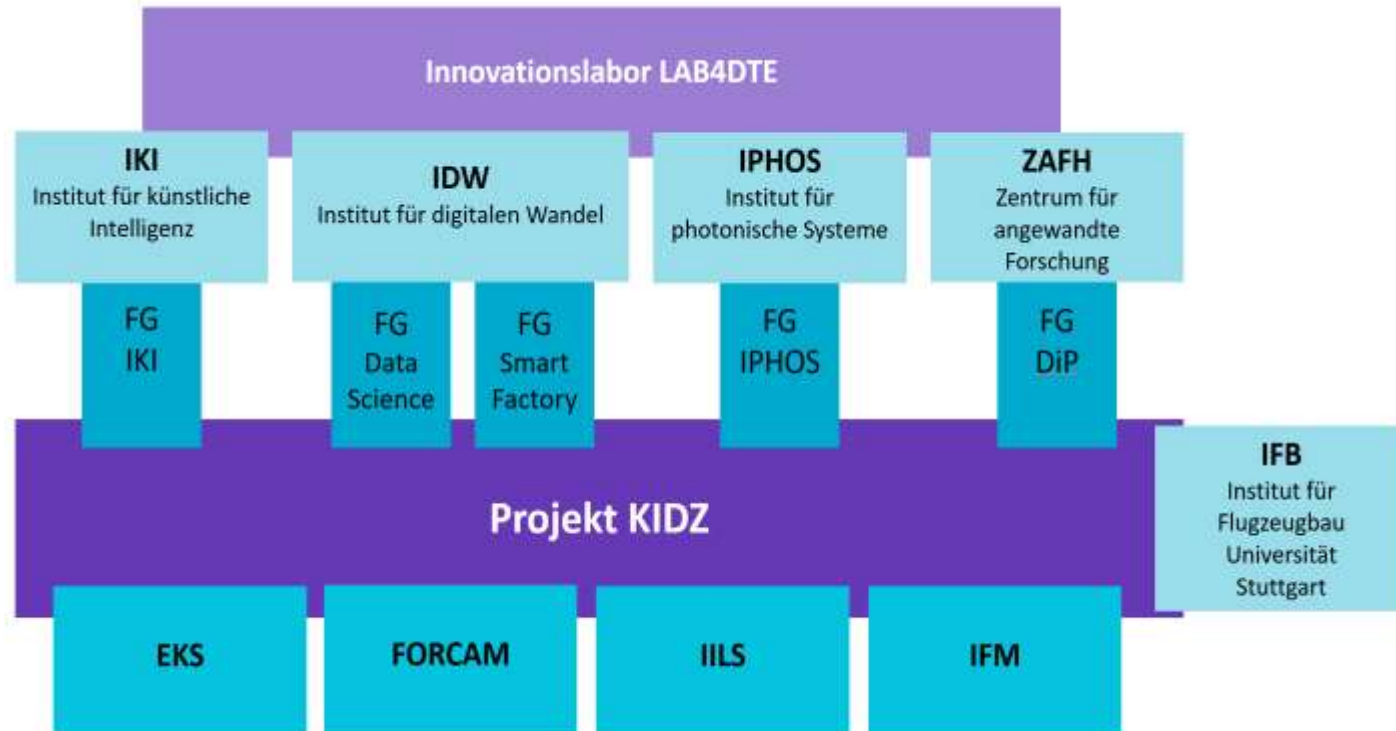 Innovationslabor LAB4DTE
IKI
Institut für künstliche
Intelligenz
IDW
Institut für digitalen Wandel
IPHOS
Institut für
photonische Systeme
ZAFH
Zentrum für
angewandte
Forschung
FG
IKI
FG
Data
Science
FG
Smart
Factory
FG
IPHOS
FG
DiP
Projekt KIDZ
IFB
Institut für
Flugzeugbau
Universität
Stuttgart
EKS
FORCAM
IILS
IFM